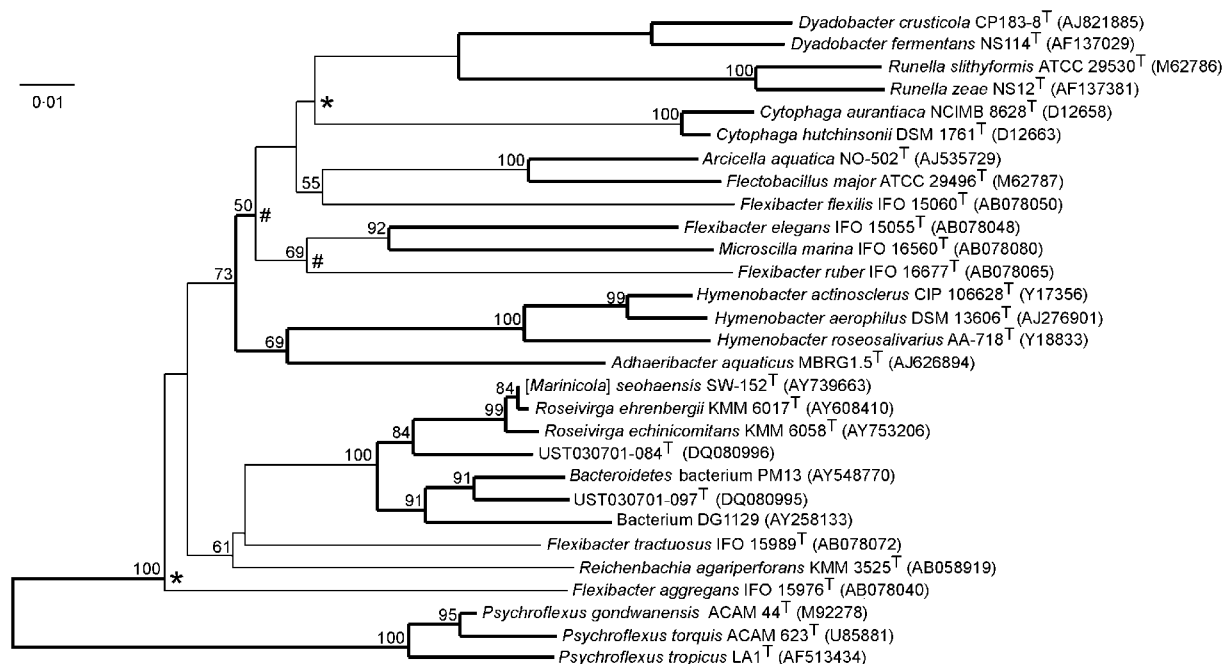 Dyadobacter crusticola CP183-8T (AJ821885)
Dyadobacter fermentans NS114T (AF137029)
100 Runella slithyformis ATCC 29530T (M62786)
Runella zeae NS12T (AF137381)
0·01
*
100 Cytophaga aurantiaca NCIMB 8628T (D12658)
Cytophaga hutchinsonii DSM 1761T (D12663)
100 Arcicella aquatica NO-502T (AJ535729)
55 Flectobacillus major ATCC 29496T (M62787)
50 # Flexibacter flexilis IFO 15060T (AB078050)
92 Flexibacter elegans IFO 15055T (AB078048)
69 # Microscilla marina IFO 16560T (AB078080)
73 Flexibacter ruber IFO 16677T (AB078065)
99 Hymenobacter actinosclerus CIP 106628T (Y17356)
100 Hymenobacter aerophilus DSM 13606T (AJ276901)
69 Hymenobacter roseosalivarius AA-718T (Y18833)
Adhaeribacter aquaticus MBRG1.5T (AJ626894)
84 [Marinicola] seohaensis SW-152T (AY739663)
99 Roseivirga ehrenbergii KMM 6017T (AY608410)
84 Roseivirga echinicomitans KMM 6058T (AY753206)
100 UST030701-084T (DQ080996)
91 Bacteroidetes bacterium PM13 (AY548770)
91 UST030701-097T (DQ080995)
Bacterium DG1129 (AY258133)
61 Flexibacter tractuosus IFO 15989T (AB078072)
100 * Reichenbachia agariperforans KMM 3525T (AB058919)
Flexibacter aggregans IFO 15976T (AB078040)
95 Psychroflexus gondwanensis ACAM 44T (M92278)
100 Psychroflexus torquis ACAM 623T (U85881)
Psychroflexus tropicus LA1T (AF513434)